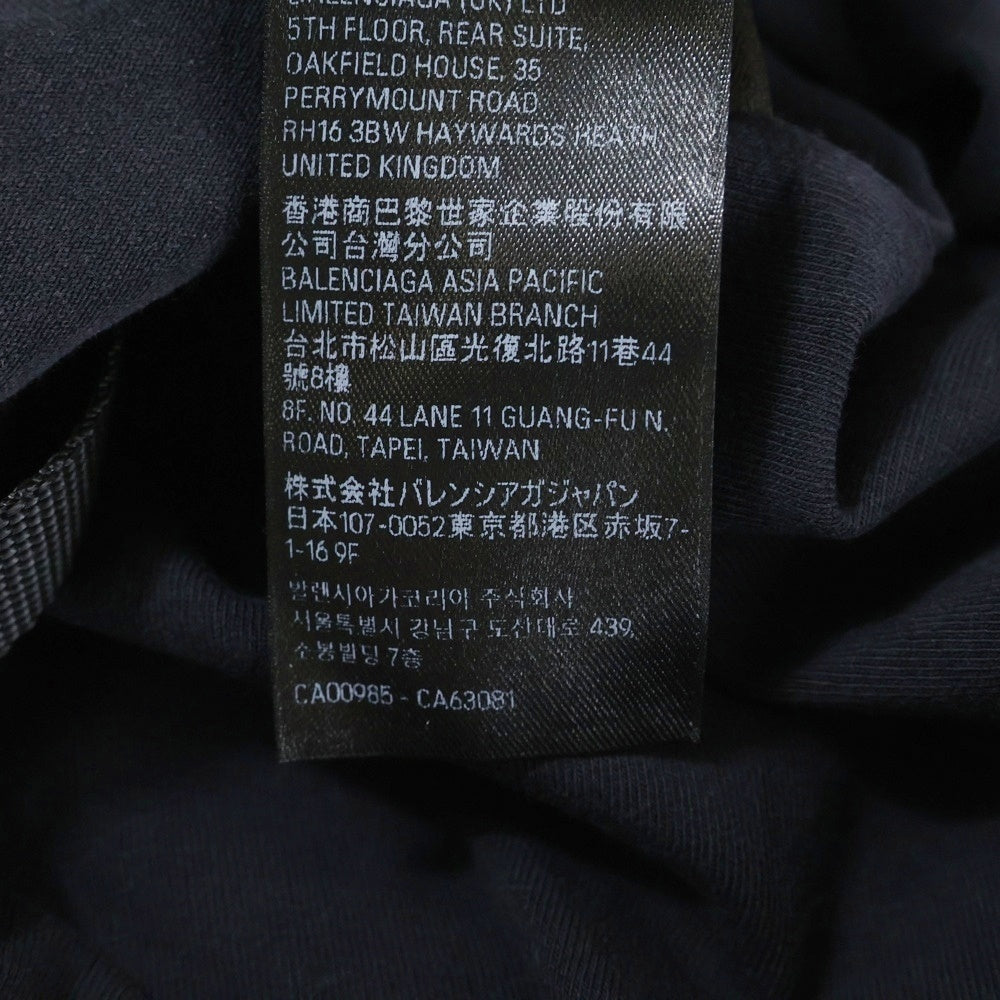 BALENCIAGA (UK) LTD
5TH FLOOR, REAR SUITE,
OAKFIELD HOUSE, 35
PERRYMOUNT ROAD
RH16 3BW HAYWARDS HEATH,
UNITED KINGDOM
香港商巴黎世家企業股份有限
公司台灣分公司
BALENCIAGA ASIA PACIFIC
LIMITED TAIWAN BRANCH
台北市松山區光復北路11巷44
號8樓
8F. NO. 44 LANE 11 GUANG-FU N.
ROAD, TAPEI, TAIWAN
株式会社バレンシアガジャパン
日本107-0052東京都港区赤坂7-
1-16 9F
발렌시아가코리아 주식회사
서울특별시 강남구 도산대로 439,
소봉빌딩 7층
CA00985 - CA63081